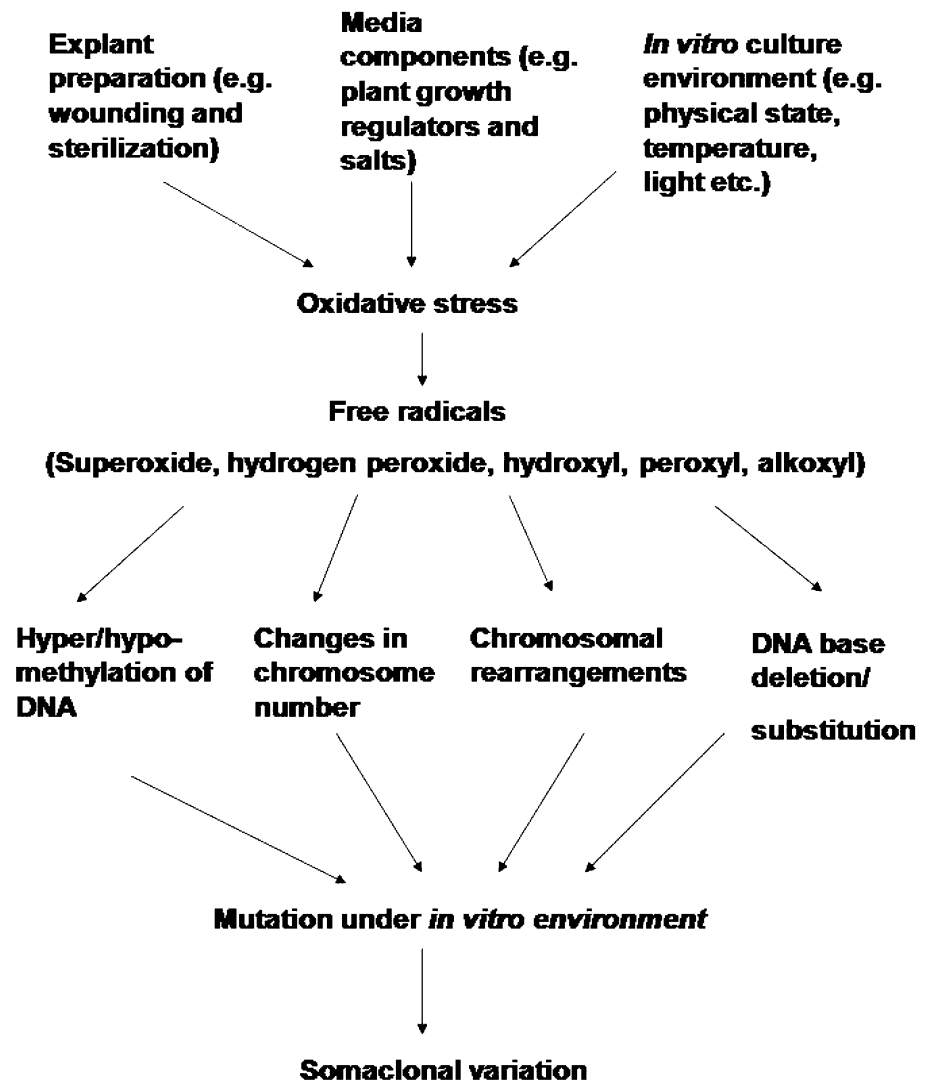 Explant
preparation (e.g.
wounding and
sterilization)
Media
components (e.g.
plant growth
regulators and
salts)
In vitro culture
environment (e.g.
physical state,
temperature,
light etc.)
Oxidative stress
Free radicals
(Superoxide, hydrogen peroxide, hydroxyl, peroxyl, alkoxyl)
Hyper/hypo-
methylation of
DNA
Changes in
chromosome
number
Chromosomal
rearrangements
DNA base
deletion/
substitution
Mutation under in vitro environment
Somaclonal variation